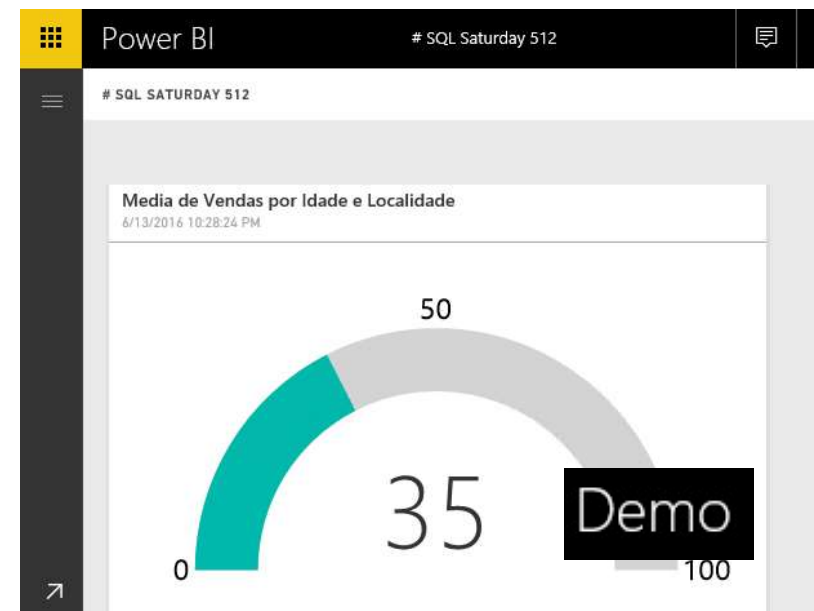 Power BI
# SQL Saturday 512
# SQL SATURDAY 512
Media de Vendas por Idade e Localidade
6/13/2016 10:28:24 PM
50
35
Demo
0
100